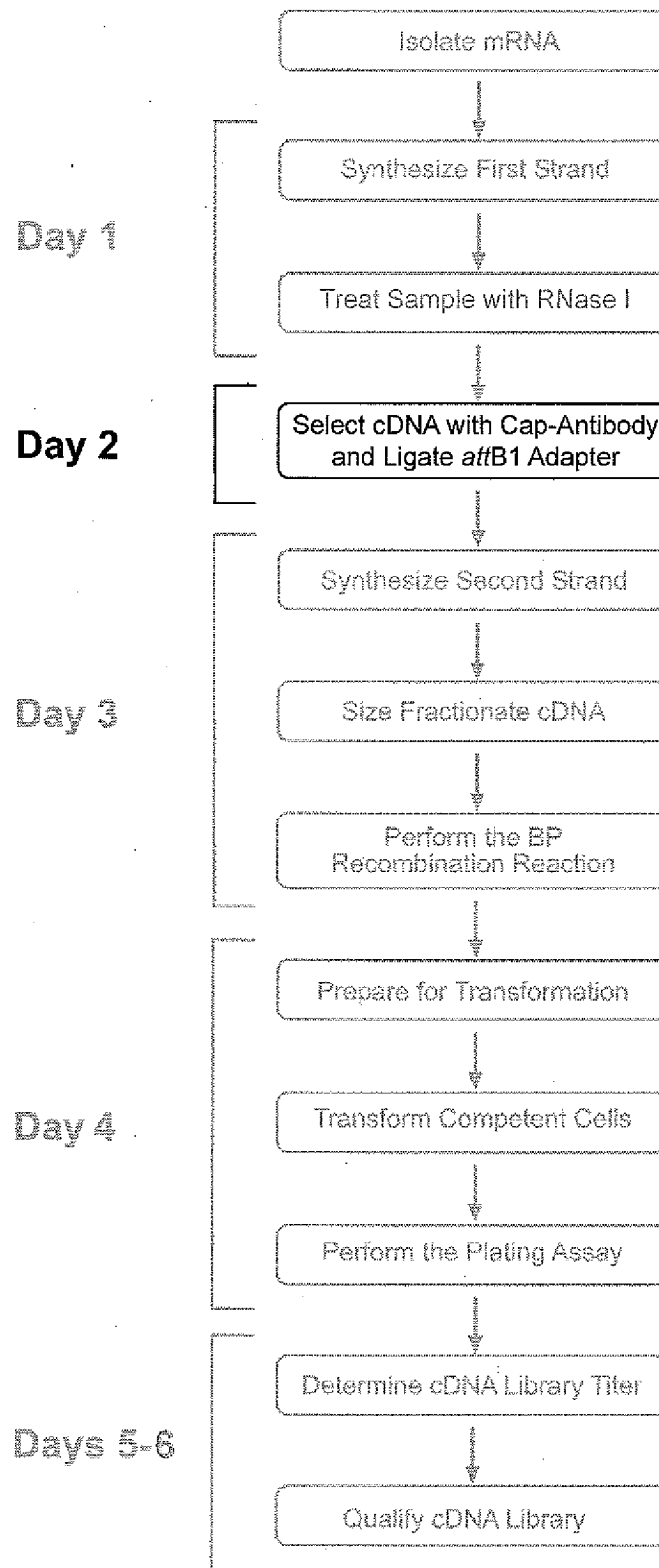 Isolate mRNA
Day 1
Synthesize First Strand
Treat Sample with RNase I
Day 2
Select cDNA with Cap-Antibody
and Ligate attB1 Adapter
Day 3
Synthesize Second Strand
Size Fractionate cDNA
Perform the BP
Recombination Reaction
Day 4
Prepare for Transformation
Transform Competent Cells
Perform the Plating Assay
Days 5-6
Determine cDNA Library Titer
Qualify cDNA Library